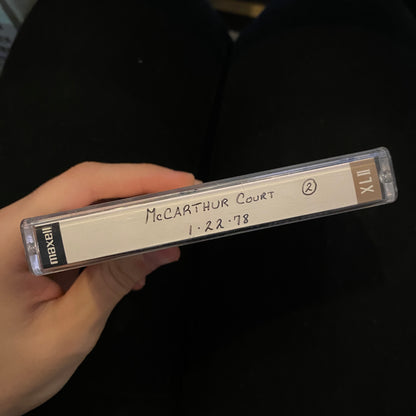 maxell
McCARTHUR COURT ②
1·22·78
XLII